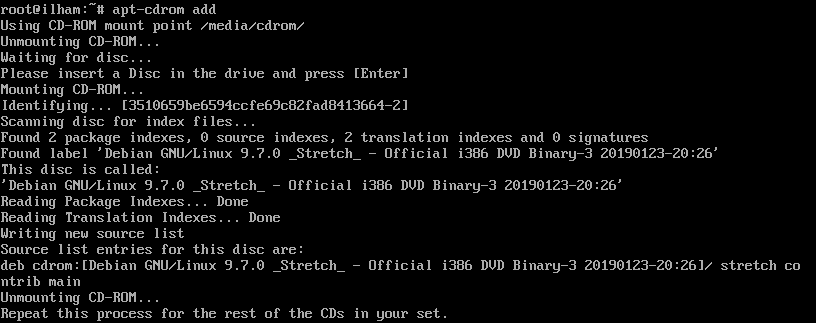 root@ilham:~# apt-cdrom add
Using CD-ROM mount point /media/cdrom/
Unmounting CD-ROM...
Waiting for disc...
Please insert a Disc in the drive and press [Enter]
Mounting CD-ROM...
Identifying... [3510659be6594ccfe69c82fad8413664-2]
Scanning disc for index files...
Found 2 package indexes, 0 source indexes, 2 translation indexes and 0 signatures
Found label 'Debian GNU/Linux 9.7.0 _Stretch_ - Official i386 DVD Binary-3 20190123-20:26'
This disc is called:
'Debian GNU/Linux 9.7.0 _Stretch_ - Official i386 DVD Binary-3 20190123-20:26'
Reading Package Indexes... Done
Reading Translation Indexes... Done
Writing new source list
Source list entries for this disc are:
deb cdrom:[Debian GNU/Linux 9.7.0 _Stretch_ - Official i386 DVD Binary-3 20190123-20:26]/ stretch co
ntrib main
Unmounting CD-ROM...
Repeat this process for the rest of the CDs in your set.